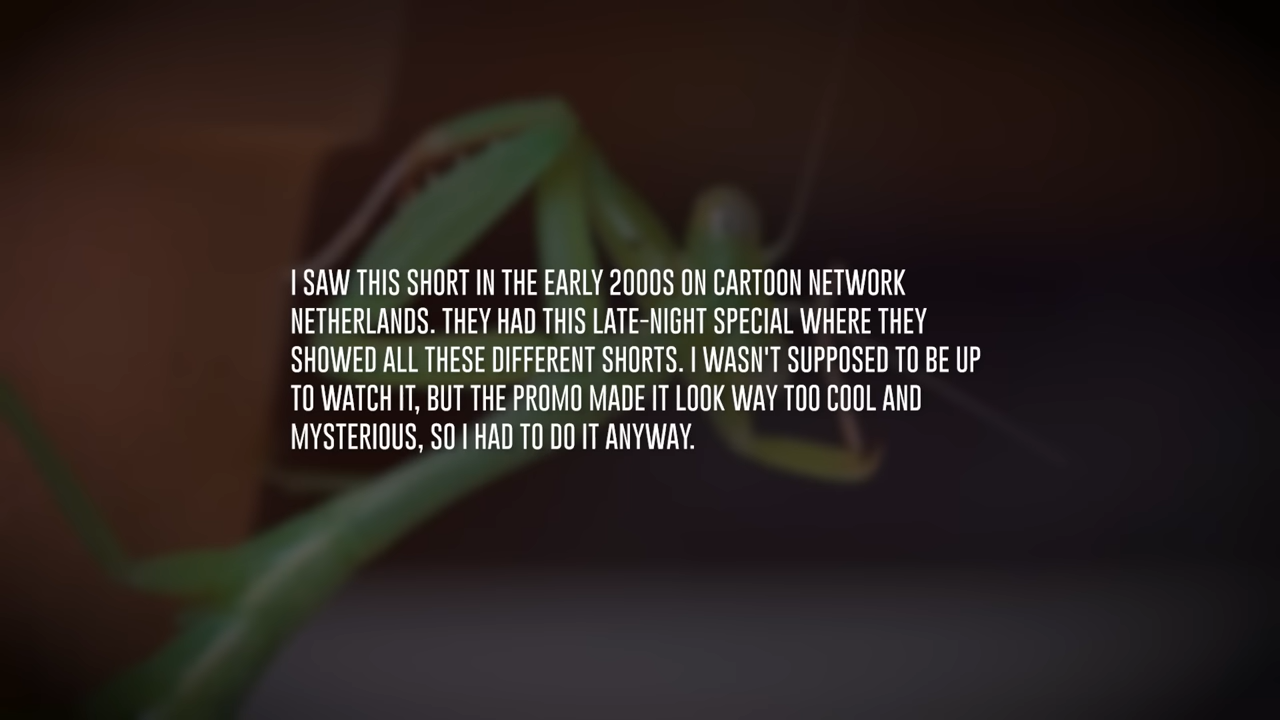 I SAW THIS SHORT IN THE EARLY 2000S ON CARTOON NETWORK
NETHERLANDS. THEY HAD THIS LATE-NIGHT SPECIAL WHERE THEY
SHOWED ALL THESE DIFFERENT SHORTS. I WASN'T SUPPOSED TO BE UP
TO WATCH IT, BUT THE PROMO MADE IT LOOK WAY TOO COOL AND
MYSTERIOUS, SO I HAD TO DO IT ANYWAY.